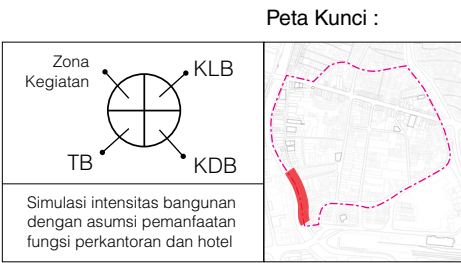 Peta Kunci :
Zona
Kegiatan
KLB
TB
KDB
Simulasi intensitas bangunan
dengan asumsi pemanfaatan
fungsi perkantoran dan hotel